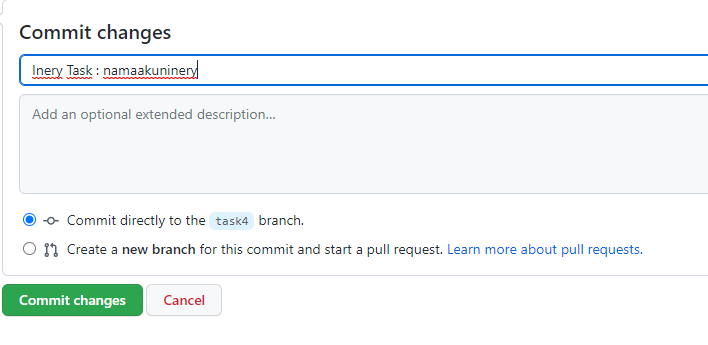 Commit changes
Inery Task : namaakuninery
Add an optional extended description...
Commit directly to the task4 branch.
Create a new branch for this commit and start a pull request. Learn more about pull requests.
Commit changes Cancel